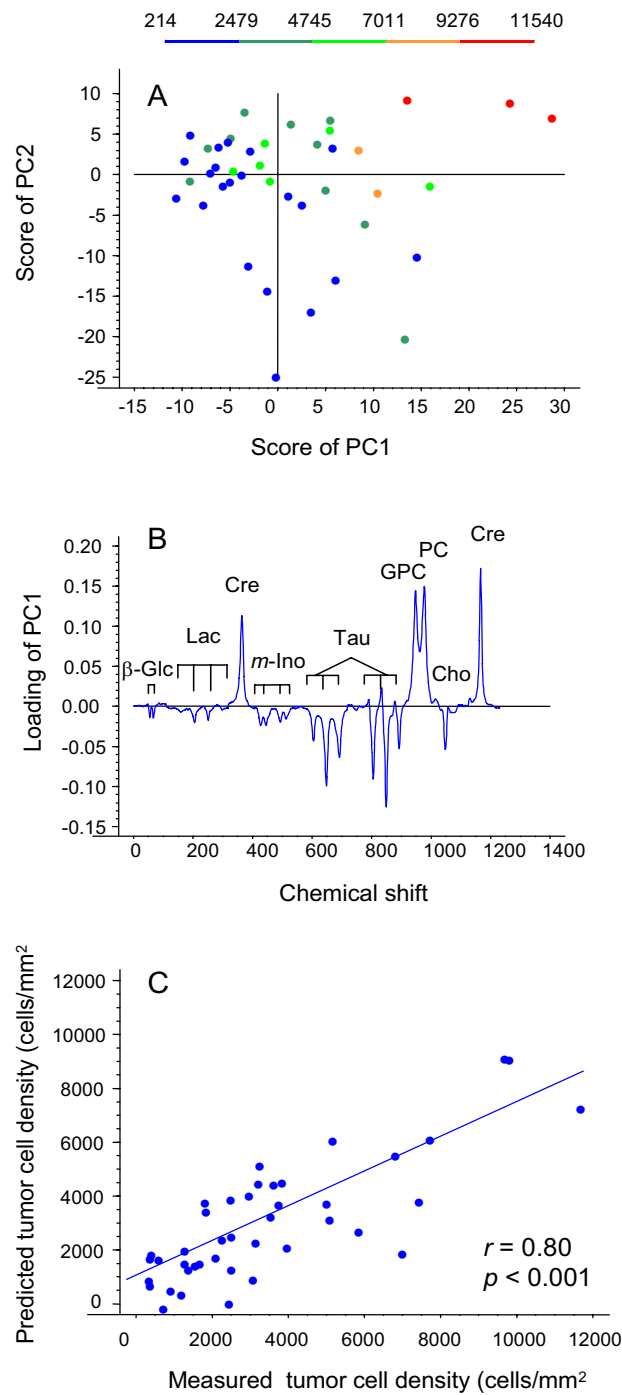 214 2479 4745 7011 9276 11540
A
10
5
0
-5
-10
-15
-20
-25
Score of PC2
-15 -10 -5 0 5 10 15 20 25 30
Score of PC1
B
0.20
0.15
0.10
0.05
0.00
-0.05
-0.10
-0.15
Loading of PC1
β-Glc
Lac
Cre
m-Ino
Tau
GPC
PC
Cho
Cre
0 200 400 600 800 1000 1200 1400
Chemical shift
C
12000
10000
8000
6000
4000
2000
0
Predicted tumor cell density (cells/mm²
r = 0.80
p < 0.001
0 2000 4000 6000 8000 10000 12000
Measured tumor cell density (cells/mm²